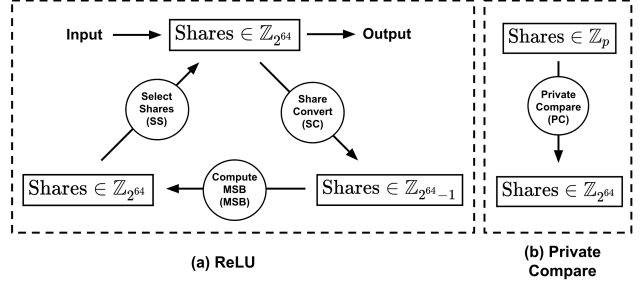 Input
Shares ∈ ℤ_{2^{64}}
Output
Select
Shares
(SS)
Share
Convert
(SC)
Shares ∈ ℤ_{2^{64}}
Compute
MSB
(MSB)
Shares ∈ ℤ_{2^{64}-1}
(a) ReLU
Shares ∈ ℤ_p
Private
Compare
(PC)
Shares ∈ ℤ_{2^{64}}
(b) Private
Compare